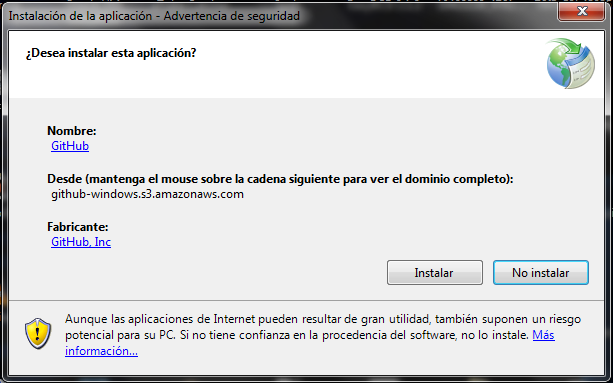 Instalación de la aplicación - Advertencia de seguridad
¿Desea instalar esta aplicación?
Nombre:
GitHub
Desde (mantenga el mouse sobre la cadena siguiente para ver el dominio completo):
github-windows.s3.amazonaws.com
Fabricante:
GitHub, Inc
Instalar
No instalar
Aunque las aplicaciones de Internet pueden resultar de gran utilidad, también suponen un riesgo
potencial para su PC. Si no tiene confianza en la procedencia del software, no lo instale. Más
información...